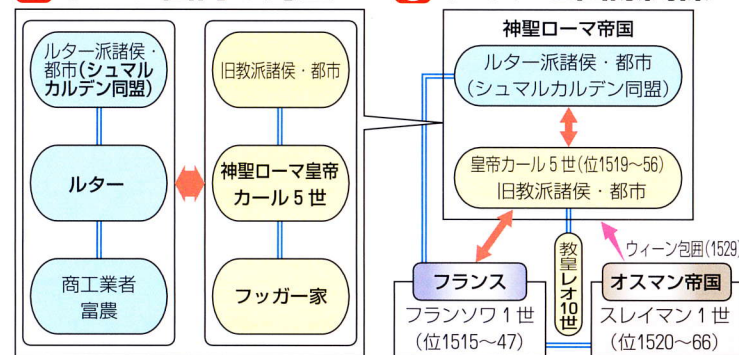 ルター派諸侯・
都市(シュマル
カルデン同盟)
ルター
商工業者
富農
旧教派諸侯・都市
神聖ローマ皇帝
カール5世
フッガー家
神聖ローマ帝国
ルター派諸侯・都市
(シュマルカルデン同盟)
皇帝カール5世(位1519〜56)
旧教派諸侯・都市
教皇レオ10世
ウィーン包囲(1529)
フランス
フランソワ1世
(位1515〜47)
オスマン帝国
スレイマン1世
(位1520〜66)